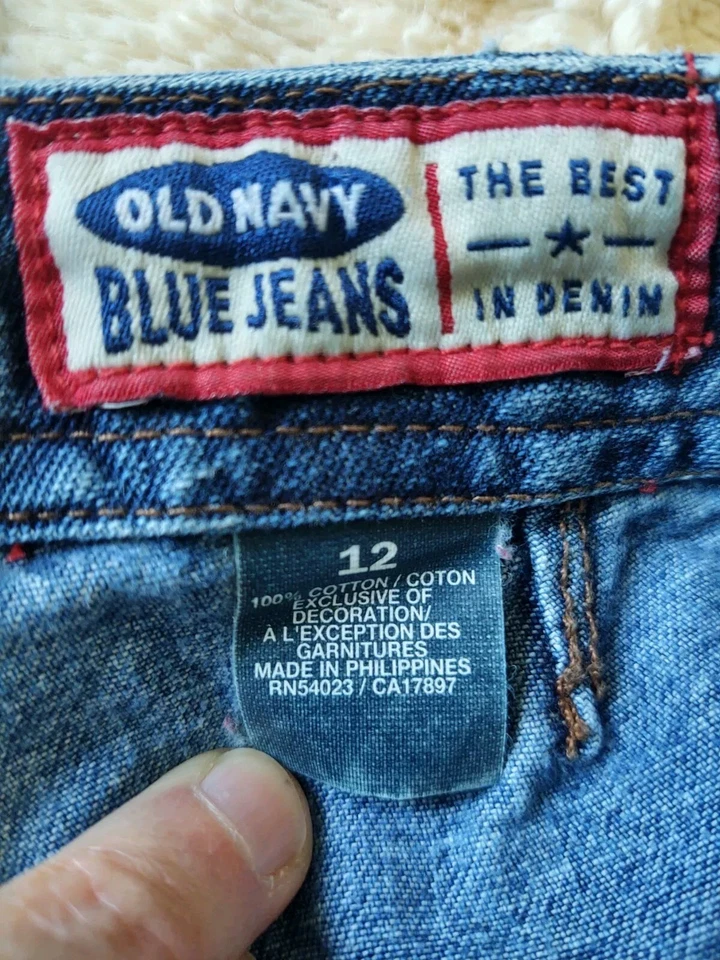 OLD NAVY
BLUE JEANS
THE BEST
IN DENIM
12
100% COTTON / COTON
EXCLUSIVE OF
DECORATION/
À L'EXCEPTION DES
GARNITURES
MADE IN PHILIPPINES
RN54023 / CA17897